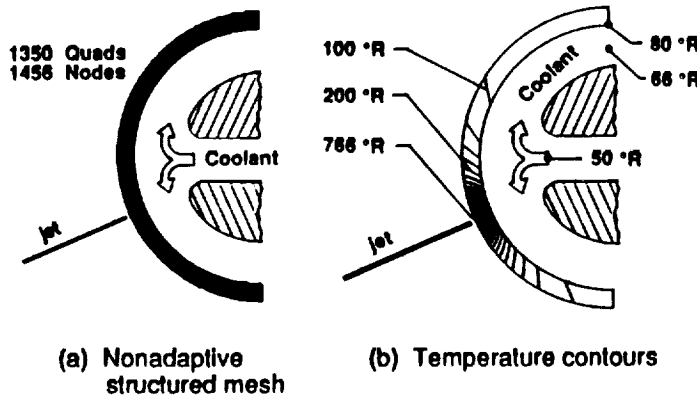 1350 Quads
1456 Nodes
Coolant
jet
(a) Nonadaptive
structured mesh
100 °R
200 °R
766 °R
Coolant
80 °R
66 °R
50 °R
jet
(b) Temperature contours